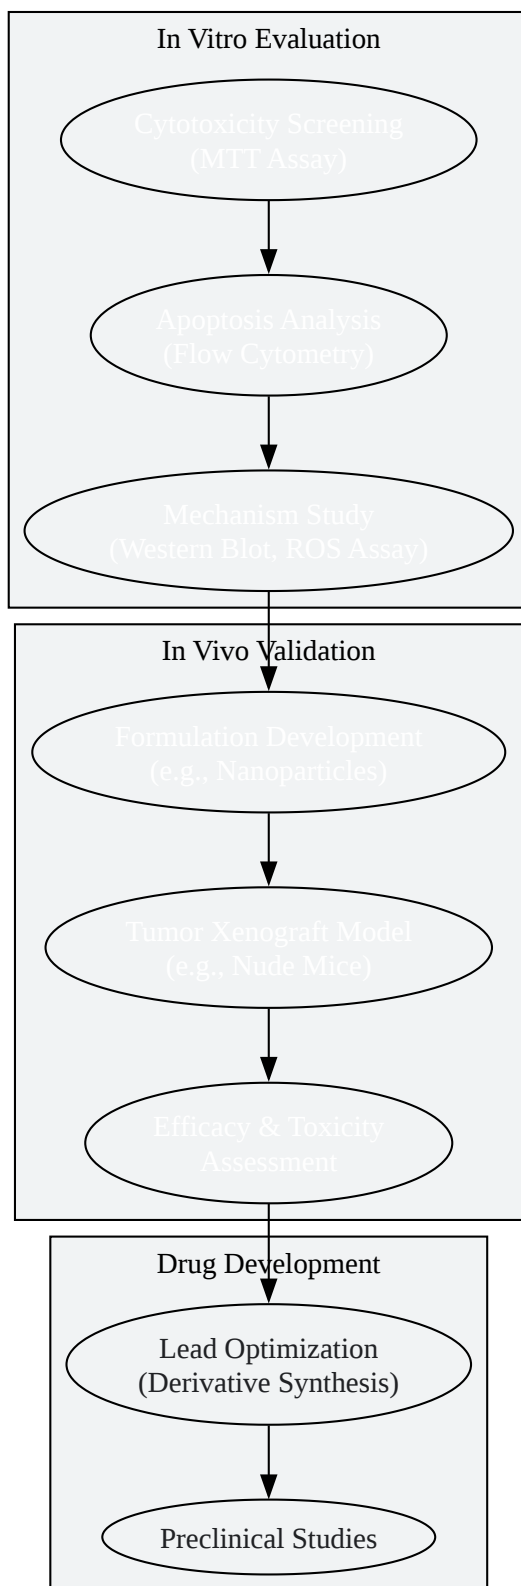 In Vitro Evaluation
Cytotoxicity Screening
(MTT Assay)
Apoptosis Analysis
(Flow Cytometry)
Mechanism Study
(Western Blot, ROS Assay)
In Vivo Validation
Formulation Development
(e.g., Nanoparticles)
Tumor Xenograft Model
(e.g., Nude Mice)
Efficacy & Toxicity
Assessment
Drug Development
Lead Optimization
(Derivative Synthesis)
Preclinical Studies